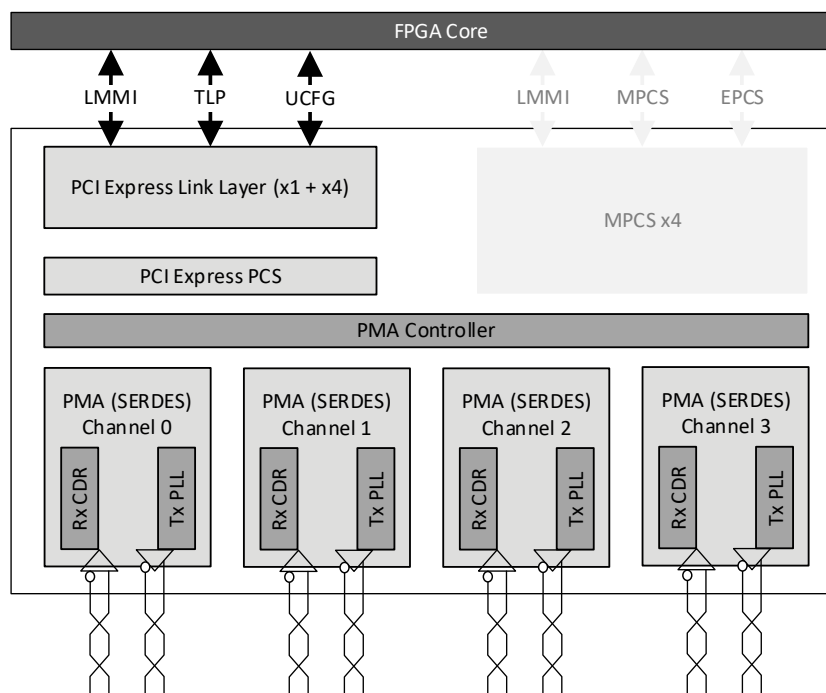 FPGA Core
LMMI TLP UCFG LMMI MPCS EPCS
PCI Express Link Layer (x1 + x4)
MPCS x4
PCI Express PCS
PMA Controller
PMA (SERDES)
Channel 0
Rx CDR
Tx PLL
PMA (SERDES)
Channel 1
Rx CDR
Tx PLL
PMA (SERDES)
Channel 2
Rx CDR
Tx PLL
PMA (SERDES)
Channel 3
Rx CDR
Tx PLL